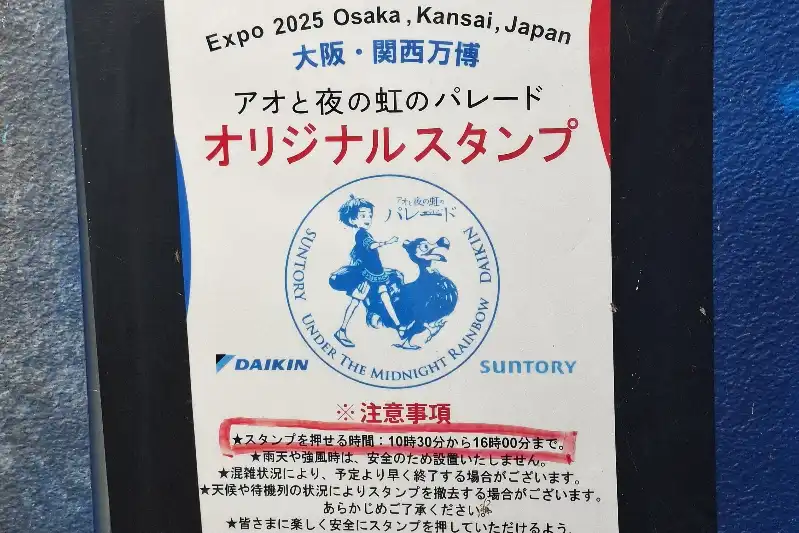 Expo 2025 Osaka, Kansai, Japan
大阪・関西万博
アオと夜の虹のパレード
オリジナルスタンプ
アオと夜の虹の
パレード
SUNTORY UNDER THE MIDNIGHT RAINBOW DAIKIN
DAIKIN
SUNTORY
※注意事項
★スタンプを押せる時間：10時30分から16時00分まで。
★雨天や強風時は、安全のため設置いたしません。
★混雑状況により、予定より早く終了する場合がございます。
★天候や待機列の状況によりスタンプを撤去する場合がございます。
あらかじめご了承ください。
★皆さまに楽しく安全にスタンプを押していただけるよう、